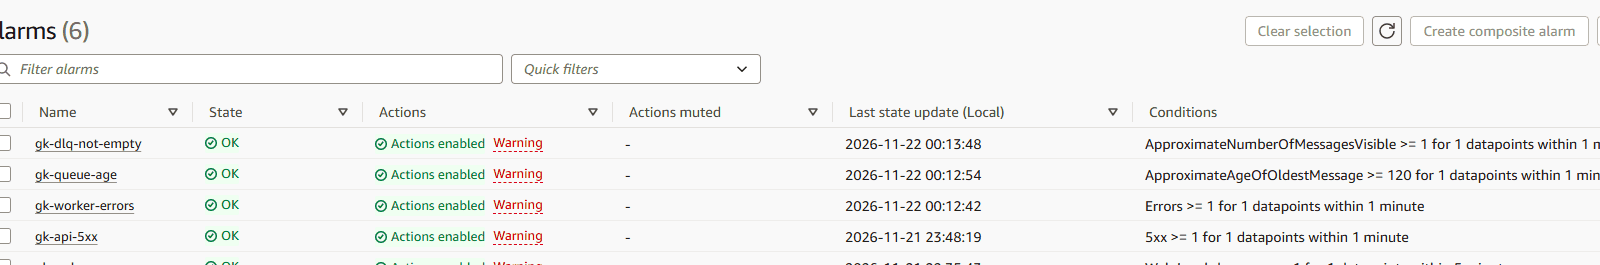 larms (6)
Clear selection
Create composite alarm
Filter alarms
Quick filters
Name State Actions Actions muted Last state update (Local) Conditions
gk-dlq-not-empty OK Actions enabled Warning - 2026-11-22 00:13:48 ApproximateNumberOfMessagesVisible >= 1 for 1 datapoints within 1 m
gk-queue-age OK Actions enabled Warning - 2026-11-22 00:12:54 ApproximateAgeOfOldestMessage >= 120 for 1 datapoints within 1 min
gk-worker-errors OK Actions enabled Warning - 2026-11-22 00:12:42 Errors >= 1 for 1 datapoints within 1 minute
gk-api-5xx OK Actions enabled Warning - 2026-11-21 23:48:19 5xx >= 1 for 1 datapoints within 1 minute
OK Actions enabled Warning